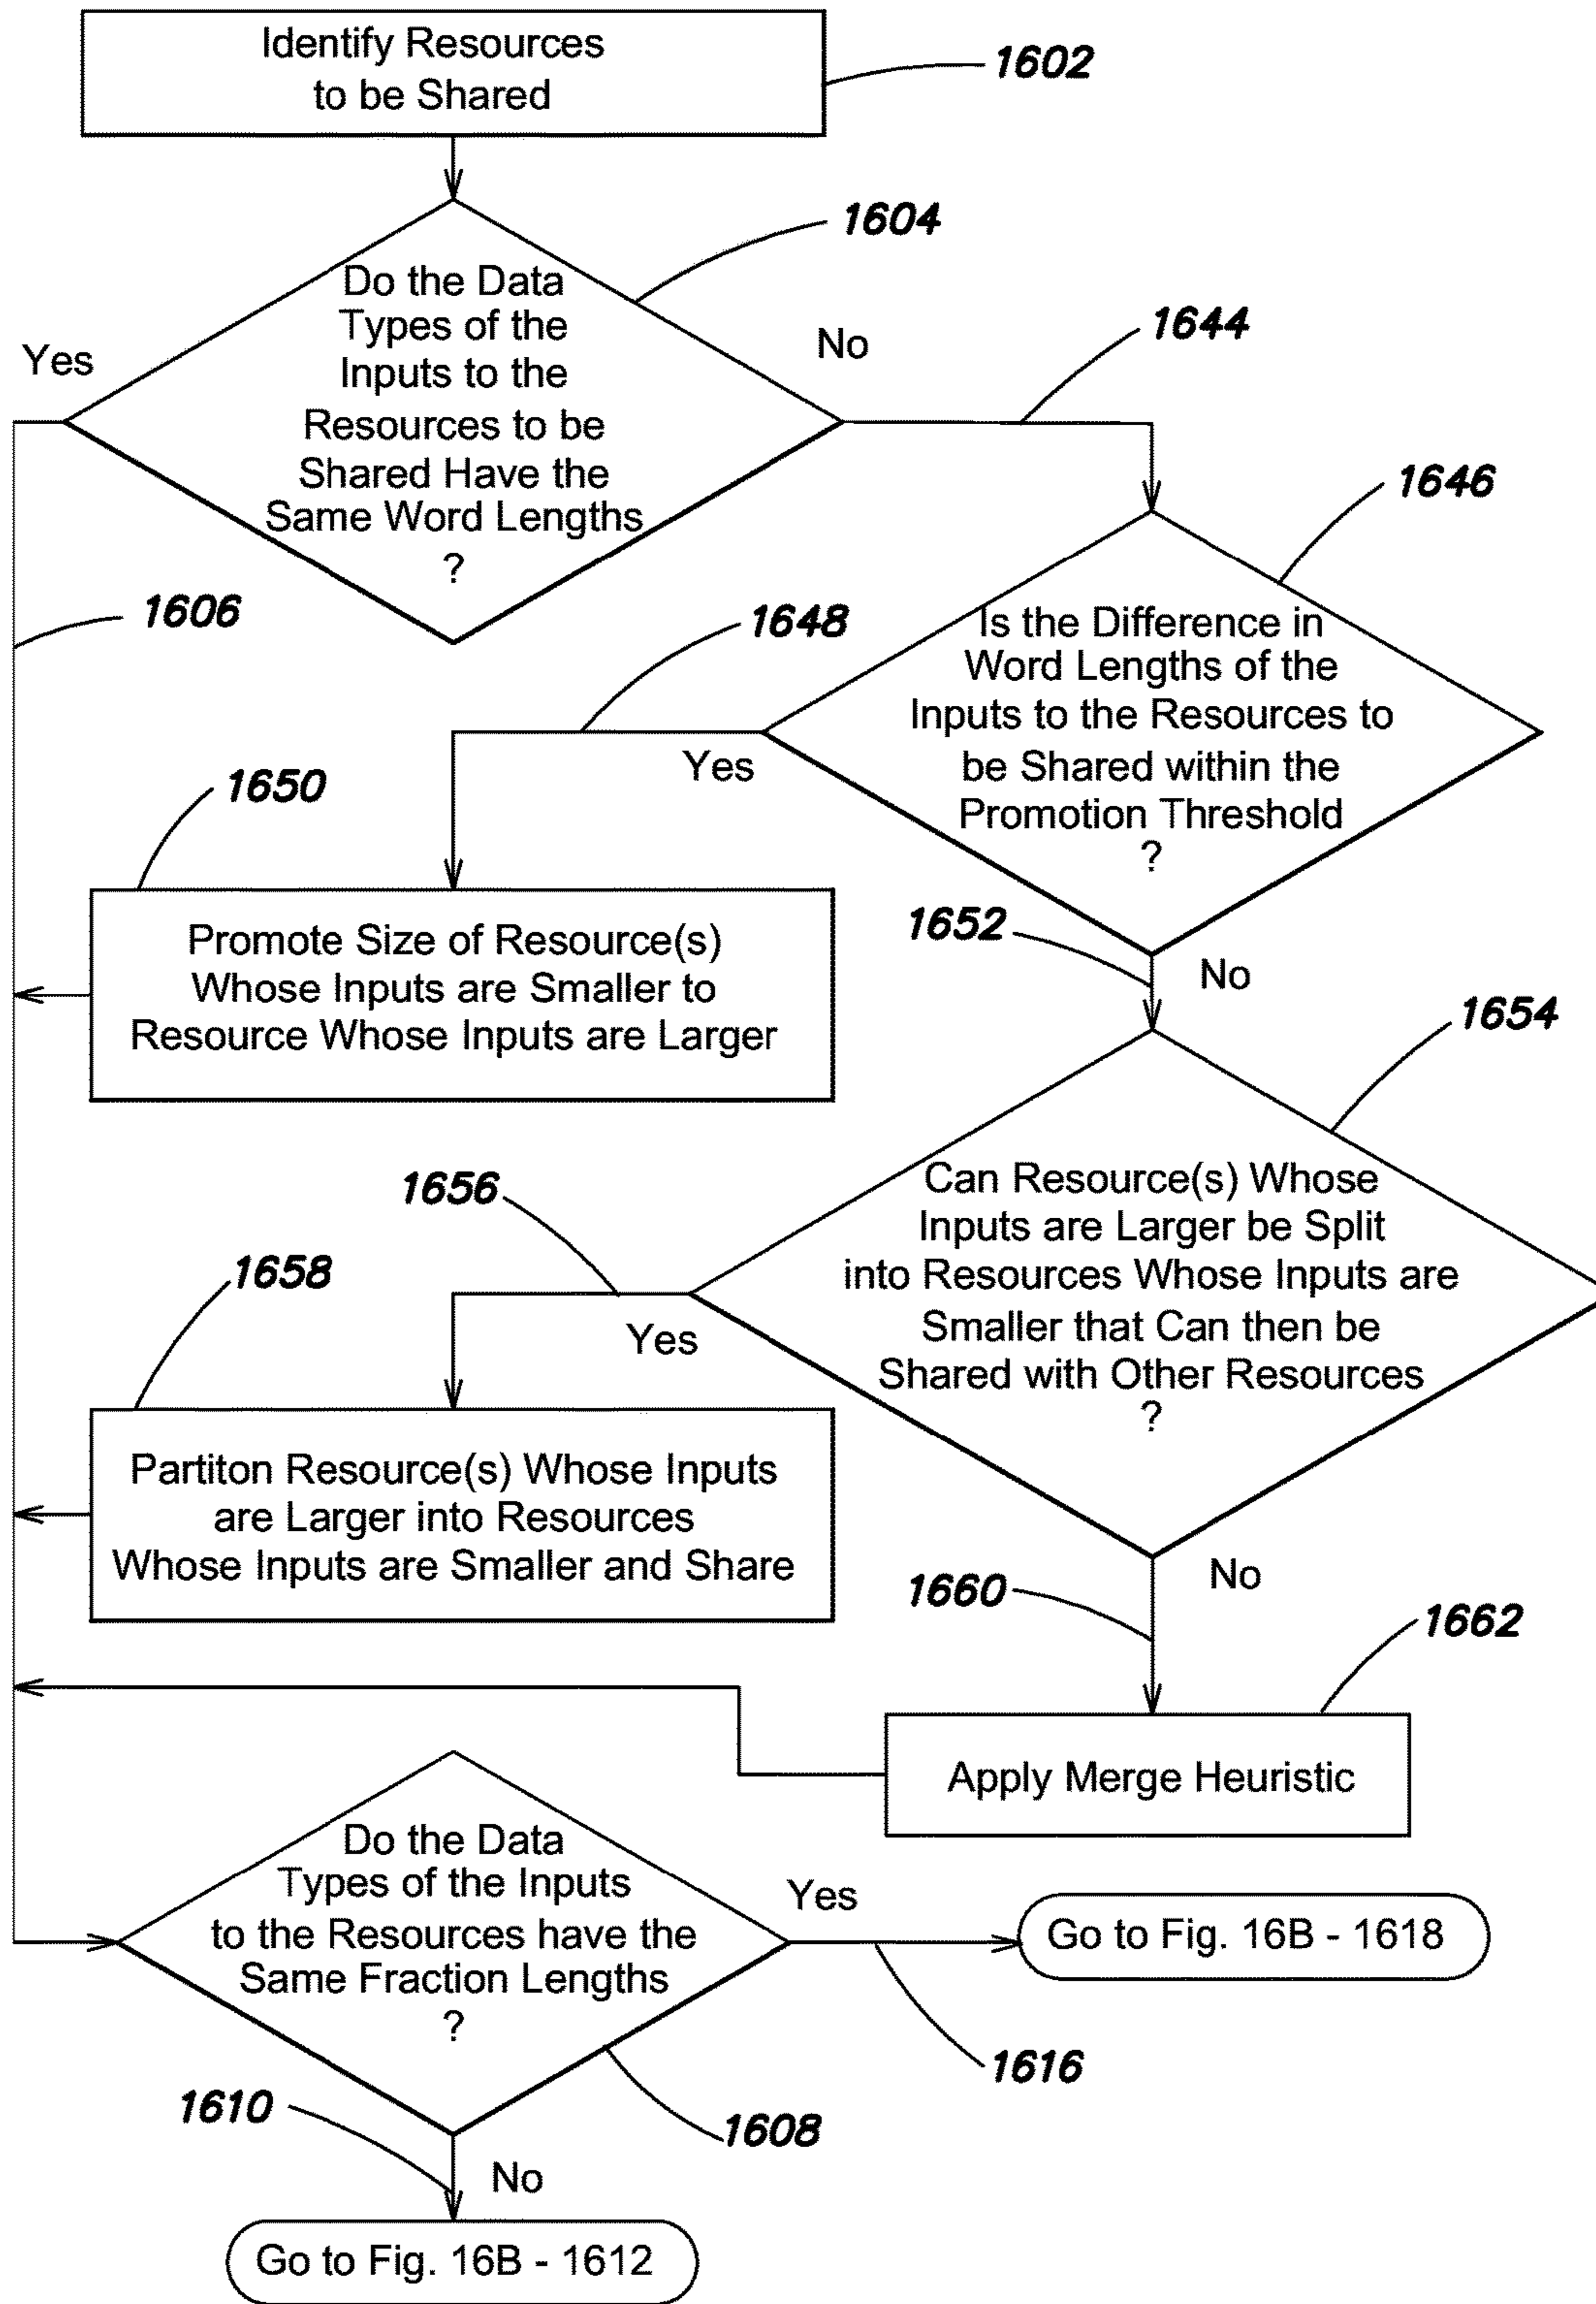 Identify Resources
to be Shared
1602
1604
Do the Data
Types of the
Inputs to the
Resources to be
Shared Have the
Same Word Lengths
?
Yes
No
1644
1606
1646
Is the Difference in
Word Lengths of the
Inputs to the Resources to
be Shared within the
Promotion Threshold
?
1648
Yes
1650
Promote Size of Resource(s)
Whose Inputs are Smaller to
Resource Whose Inputs are Larger
1652
No
1654
Can Resource(s) Whose
Inputs are Larger be Split
into Resources Whose Inputs are
Smaller that Can then be
Shared with Other Resources
?
1656
Yes
1658
Partiton Resource(s) Whose Inputs
are Larger into Resources
Whose Inputs are Smaller and Share
1660
No
1662
Apply Merge Heuristic
Do the Data
Types of the Inputs
to the Resources have the
Same Fraction Lengths
?
Yes
Go to Fig. 16B - 1618
1616
1608
1610
No
Go to Fig. 16B - 1612